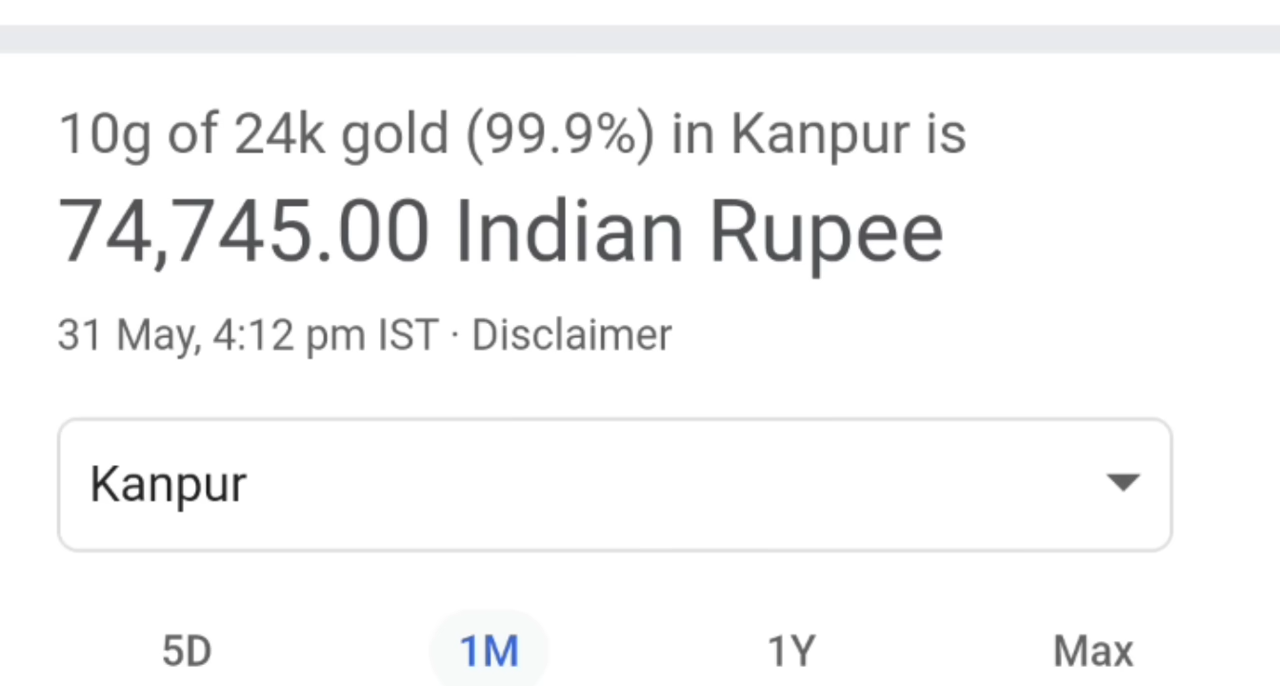 10g of 24k gold (99.9%) in Kanpur is
74,745.00 Indian Rupee
31 May, 4:12 pm IST · Disclaimer
Kanpur
5D 1M 1Y Max